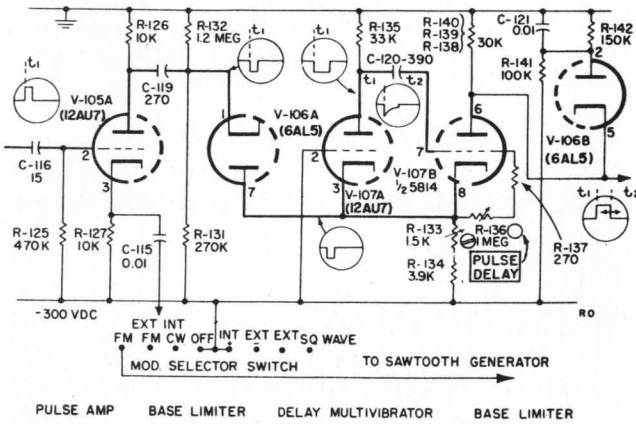 R-126
10K
R-132
1.2 MEG
R-135
33 K
R-140)
R-139
R-138)
30K
C-121
0.01
R-142
150K
R-141
100K
t1
t1
t1
V-105A
(12AU7)
C-119
270
C-120-390
t1
t2
V-106A
(6AL5)
V-106B
(6AL5)
2
5
1
6
2
7
2
7
3
3
8
C-116
15
V-107B
1/2 5814
V-107A
(12AU7)
t1
t2
R-125
470K
R-127
10K
C-115
0.01
R-131
270K
R-133
1.5K
R-136
1 MEG
R-137
270
R-134
3.9K
PULSE
DELAY
-300 VDC
RO
EXT INT
FM FM CW OFF INT EXT EXT SQ WAVE
MOD. SELECTOR SWITCH
TO SAWTOOTH GENERATOR
PULSE AMP BASE LIMITER DELAY MULTIVIBRATOR BASE LIMITER